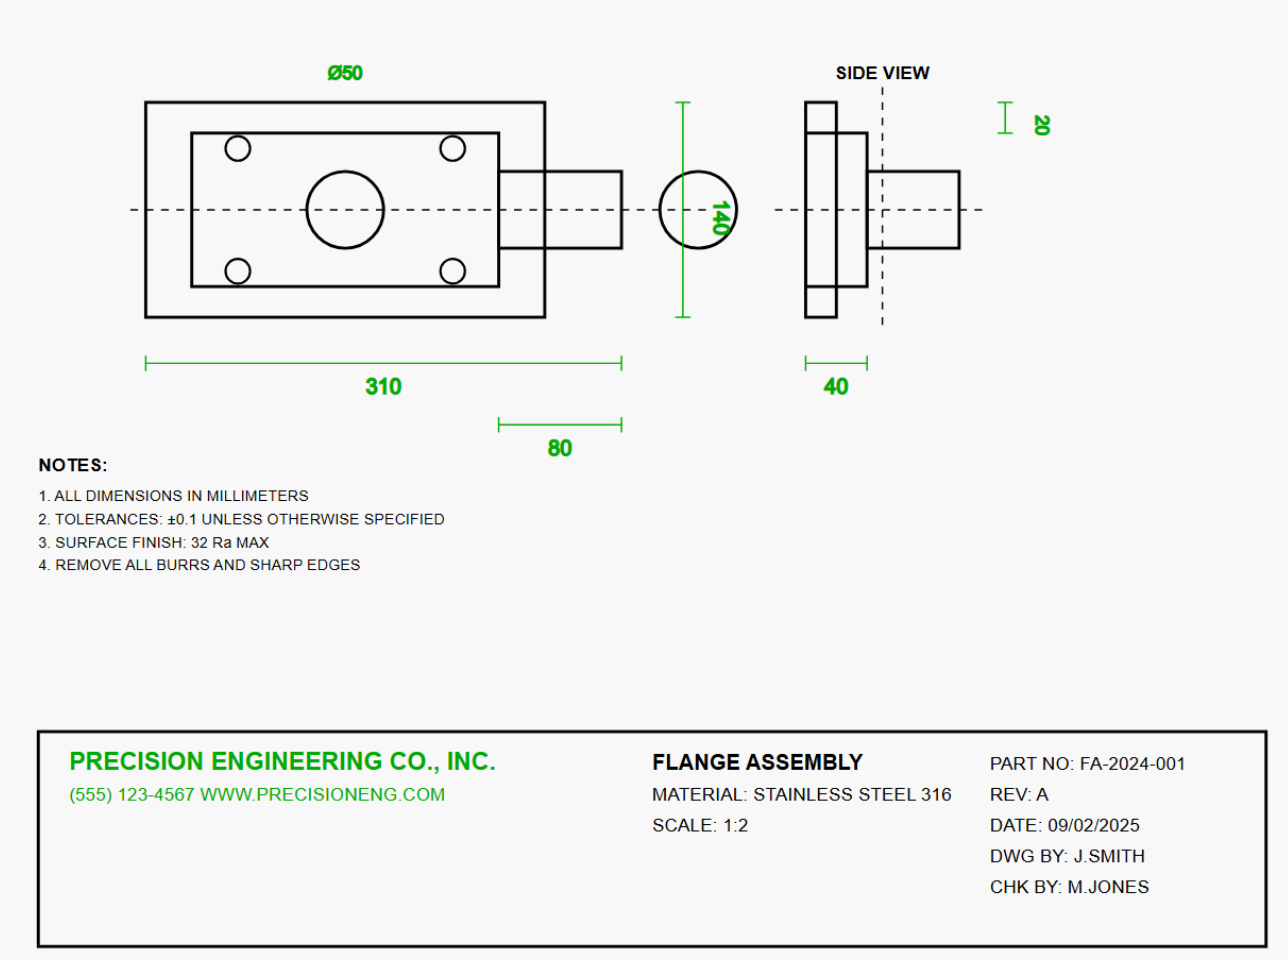 Ø50
SIDE VIEW
20
140
310
40
80
NOTES:
1. ALL DIMENSIONS IN MILLIMETERS
2. TOLERANCES: ±0.1 UNLESS OTHERWISE SPECIFIED
3. SURFACE FINISH: 32 Ra MAX
4. REMOVE ALL BURRS AND SHARP EDGES
PRECISION ENGINEERING CO., INC.
(555) 123-4567 WWW.PRECISIONENG.COM
FLANGE ASSEMBLY
MATERIAL: STAINLESS STEEL 316
SCALE: 1:2
PART NO: FA-2024-001
REV: A
DATE: 09/02/2025
DWG BY: J.SMITH
CHK BY: M.JONES